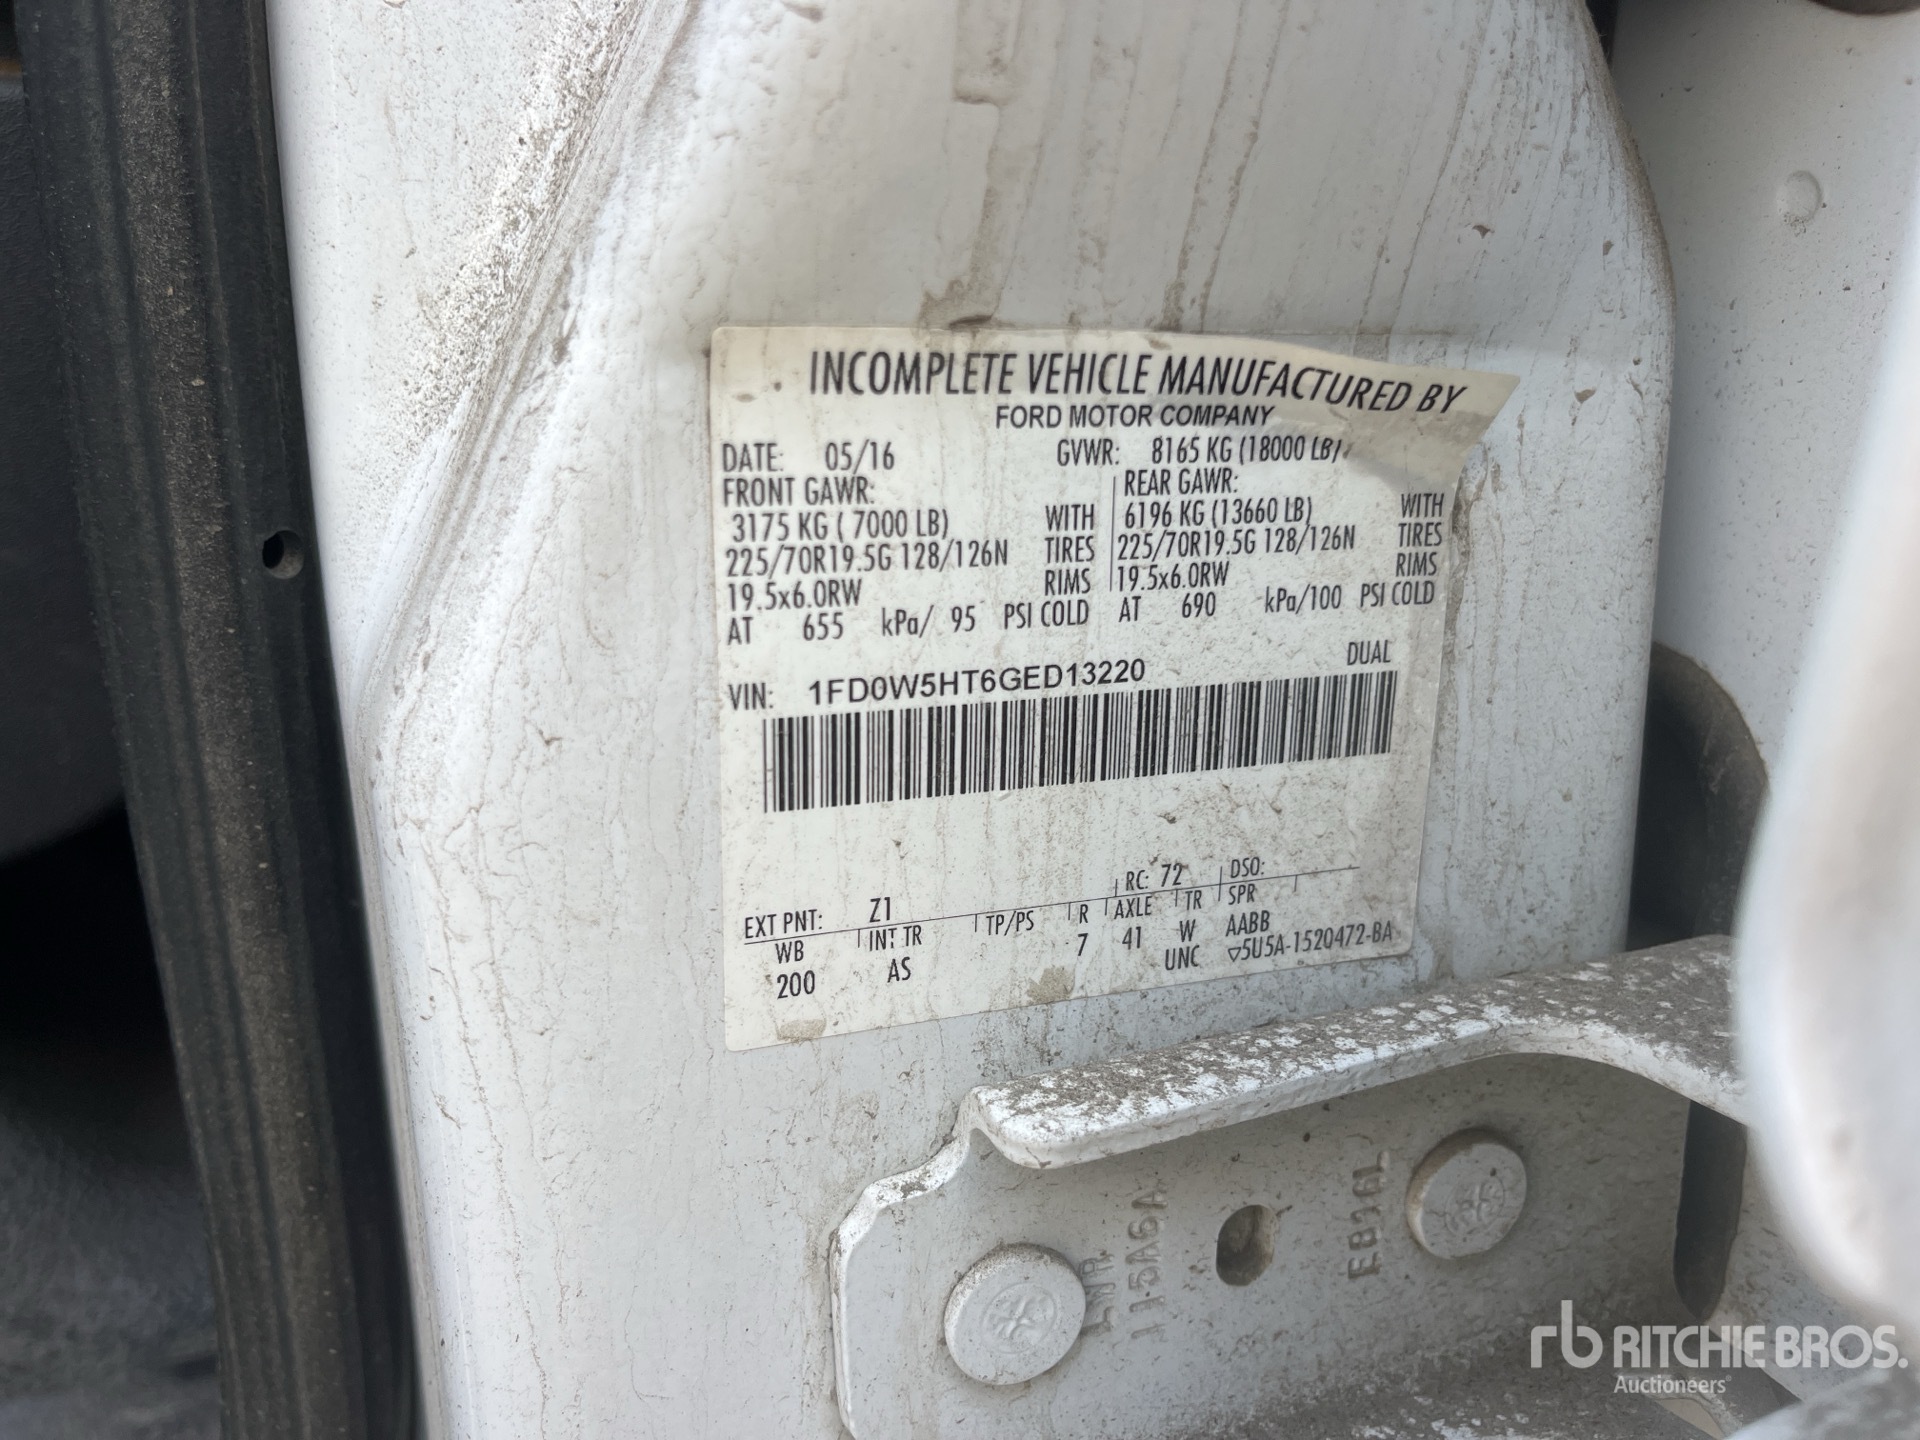 INCOMPLETE VEHICLE MANUFACTURED BY
FORD MOTOR COMPANY
DATE: 05/16 GVWR: 8165 KG (18000 LB)
FRONT GAWR: REAR GAWR:
3175 KG ( 7000 LB) WITH 6196 KG (13660 LB) WITH
225/70R19.5G 128/126N TIRES 225/70R19.5G 128/126N TIRES
19.5x6.0RW RIMS 19.5x6.0RW RIMS
AT 655 kPa/ 95 PSI COLD AT 690 kPa/100 PSI COLD
DUAL
VIN: 1FD0W5HT6GED13220
EXT PNT: Z1 RC: 72 DSO:
WB INT TR TP/PS R AXLE TR SPR
200 AS 7 41 W AABB
UNC ▽5U5A-1520472-BA
LWR
115A6A
E8161
rb RITCHIE BROS.
Auctioneers